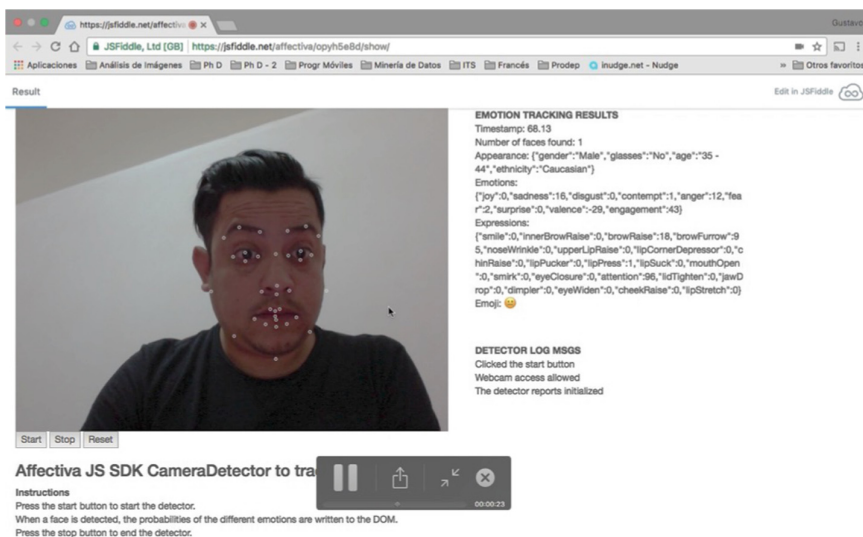 https://jsfiddle.net/affectiv
Gustavo
JSFiddle, Ltd [GB] https://jsfiddle.net/affectiva/opyh5e8d/show/
Aplicaciones Análisis de Imágenes Ph D Ph D - 2 Progr Móviles Minería de Datos ITS Francés Prodep inudge.net - Nudge » Otros favoritos
Result
Edit in JSFiddle
EMOTION TRACKING RESULTS
Timestamp: 68.13
Number of faces found: 1
Appearance: {"gender":"Male","glasses":"No","age":"35 -
44","ethnicity":"Caucasian"}
Emotions:
{"joy":0,"sadness":16,"disgust":0,"contempt":1,"anger":12,"fea
r":2,"surprise":0,"valence":-29,"engagement":43}
Expressions:
{"smile":0,"innerBrowRaise":0,"browRaise":18,"browFurrow":9
5,"noseWrinkle":0,"upperLipRaise":0,"lipCornerDepressor":0,"c
hinRaise":0,"lipPucker":0,"lipPress":1,"lipSuck":0,"mouthOpen
":0,"smirk":0,"eyeClosure":0,"attention":96,"lidTighten":0,"jawD
rop":0,"dimpler":0,"eyeWiden":0,"cheekRaise":0,"lipStretch":0}
Emoji: 😐
DETECTOR LOG MSGS
Clicked the start button
Webcam access allowed
The detector reports initialized
Start Stop Reset
Affectiva JS SDK CameraDetector to tra
00:00:23
Instructions
Press the start button to start the detector.
When a face is detected, the probabilities of the different emotions are written to the DOM.
Press the stop button to end the detector.